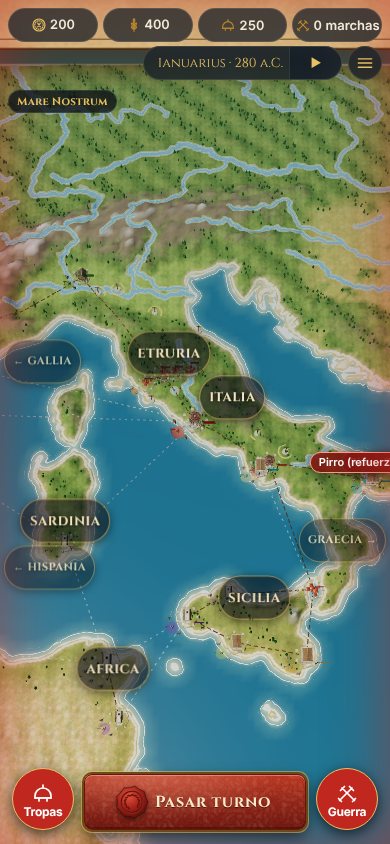 200
400
250
0 marchas
Ianuarius · 280 a.C.
Mare Nostrum
← Gallia
Etruria
Italia
Pirro (refuerz
Sardinia
Graecia →
← Hispania
Sicilia
Africa
Tropas
Pasar turno
Guerra